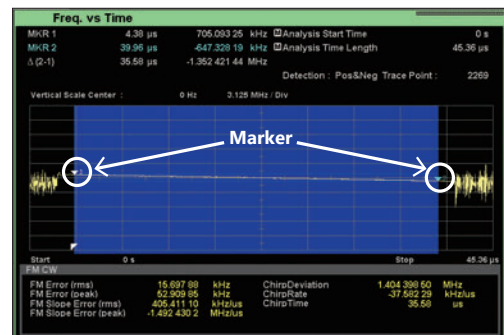 Freq. vs Time
MKR 1 4.38 µs 705.093 25 kHz Analysis Start Time 0 s
MKR 2 39.96 µs -647.328 19 kHz Analysis Time Length 45.36 µs
Δ (2-1) 35.58 µs -1.352 421 44 MHz
Detection : Pos&Neg Trace Point : 2269
Vertical Scale Center : 0 Hz 3.125 MHz / Div
Marker
Start 0 s Stop 45.36 µs
FM CW
FM Error (rms) 15.697 88 kHz ChirpDeviation 1.404 398 50 MHz
FM Error (peak) 52.909 85 kHz ChirpRate -37.582 29 kHz/us
FM Slope Error (rms) 405.411 10 kHz/us ChirpTime 35.58 us
FM Slope Error (peak) -1.492 430 2 MHz/us